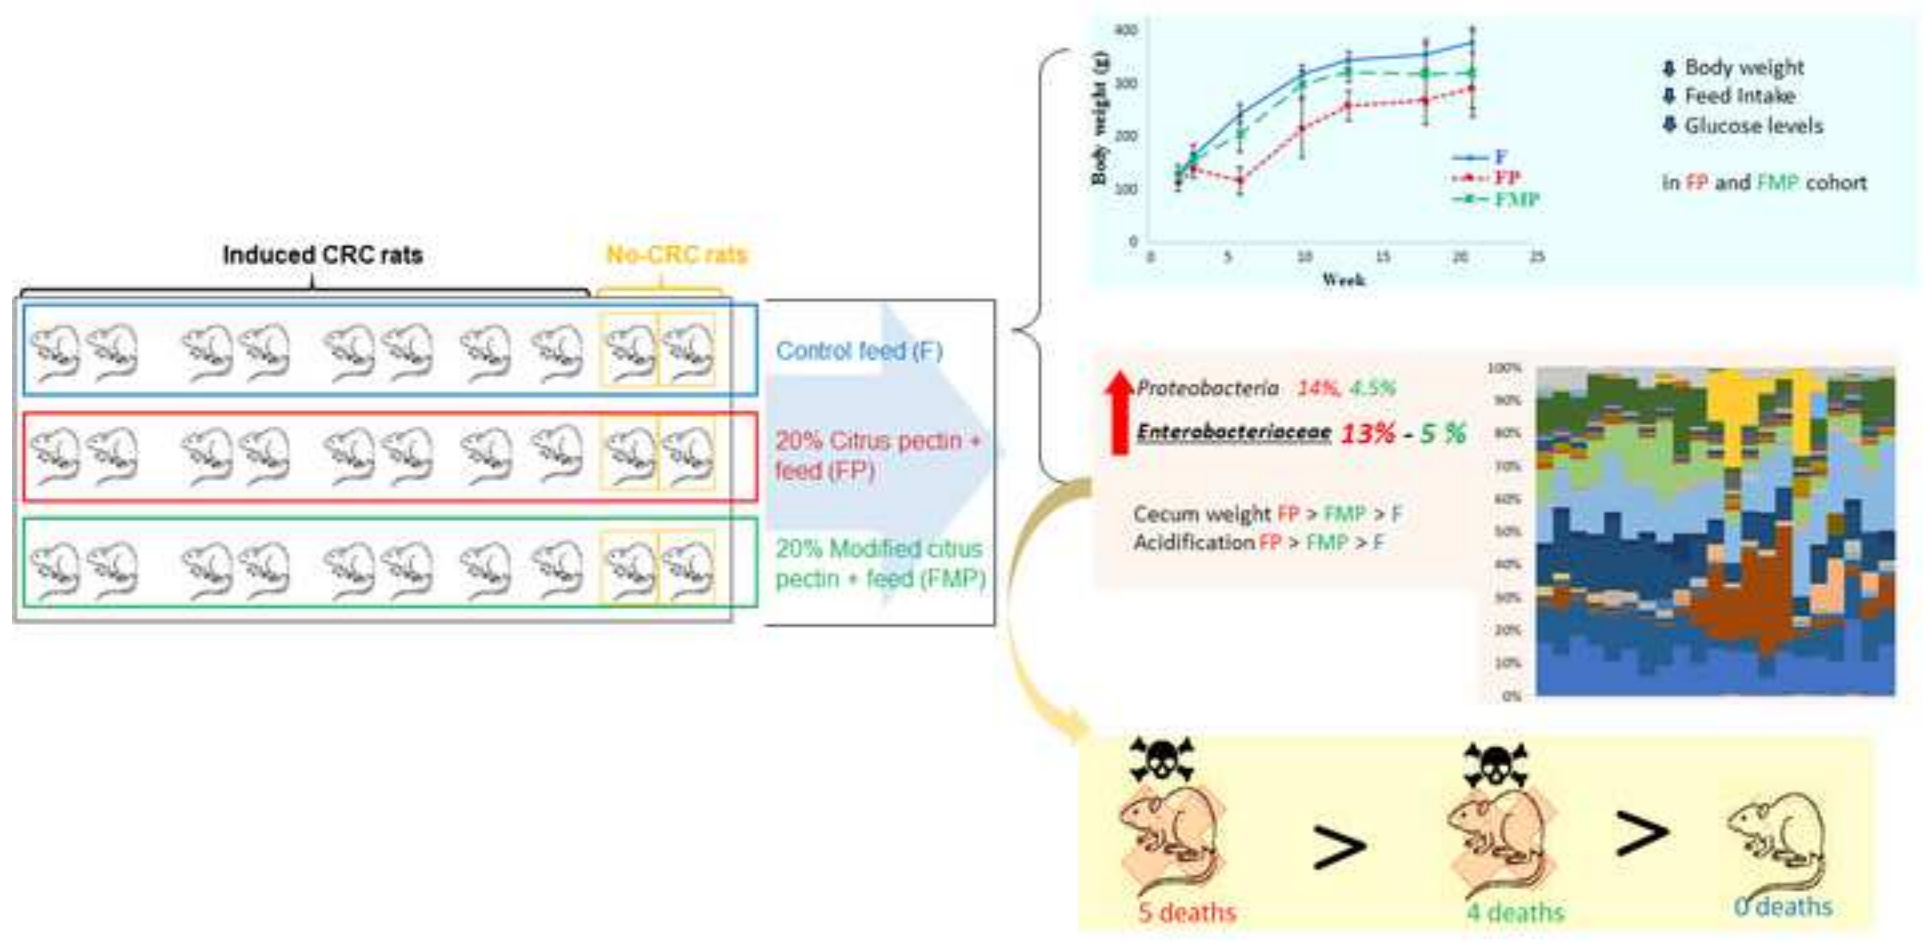 Induced CRC rats
No-CRC rats
Control feed (F)
20% Citrus pectin +
feed (FP)
20% Modified citrus
pectin + feed (FMP)
Body weight (g)
400
300
200
100
0
0 5 10 15 20 25
Week
F
FP
FMP
Body weight
Feed Intake
Glucose levels
in FP and FMP cohort
Proteobacteria 14%, 4.5%
Enterobacteriaceae 13% - 5 %
Cecum weight FP > FMP > F
Acidification FP > FMP > F
100%
90%
80%
70%
60%
50%
40%
30%
20%
10%
0%
5 deaths > 4 deaths > 0 deaths